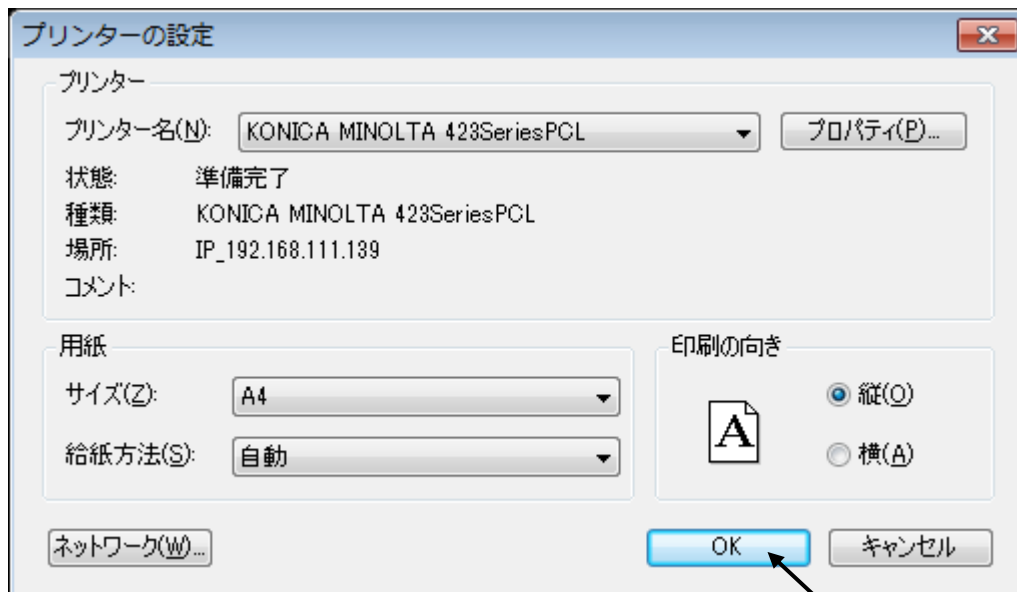 プリンターの設定
プリンター
プリンター名(N): KONICA MINOLTA 423SeriesPCL プロパティ(P)...
状態: 準備完了
種類: KONICA MINOLTA 423SeriesPCL
場所: IP_192.168.111.139
コメント:
用紙
サイズ(Z): A4
給紙方法(S): 自動
印刷の向き
A
縦(O)
横(A)
ネットワーク(W)... OK キャンセル